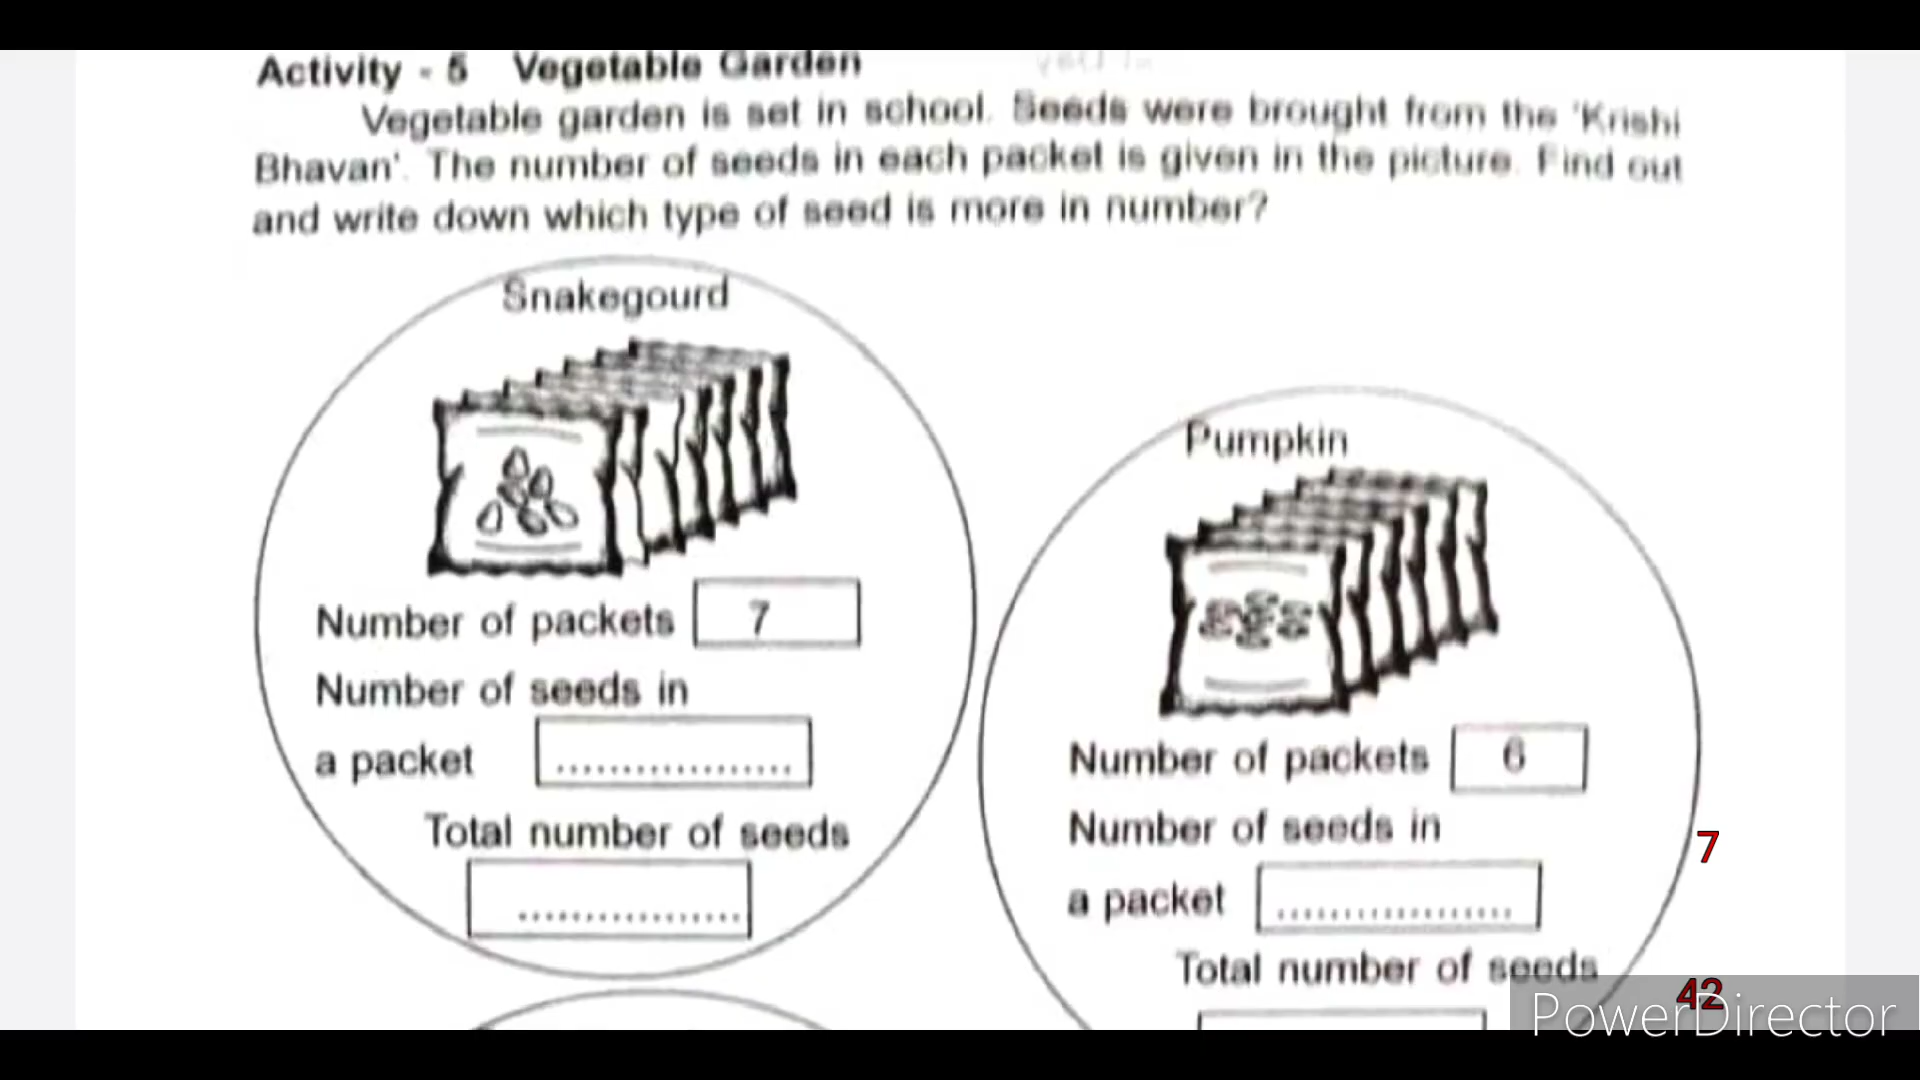 Activity - 5 Vegetable Garden
Vegetable garden is set in school. Seeds were brought from the 'Krishi
Bhavan'. The number of seeds in each packet is given in the picture. Find out
and write down which type of seed is more in number?
Snakegourd
Number of packets 7
Number of seeds in
a packet ..................
Total number of seeds
.................
Pumpkin
Number of packets 6
Number of seeds in
a packet ..................
7
Total number of seeds
42
PowerDirector